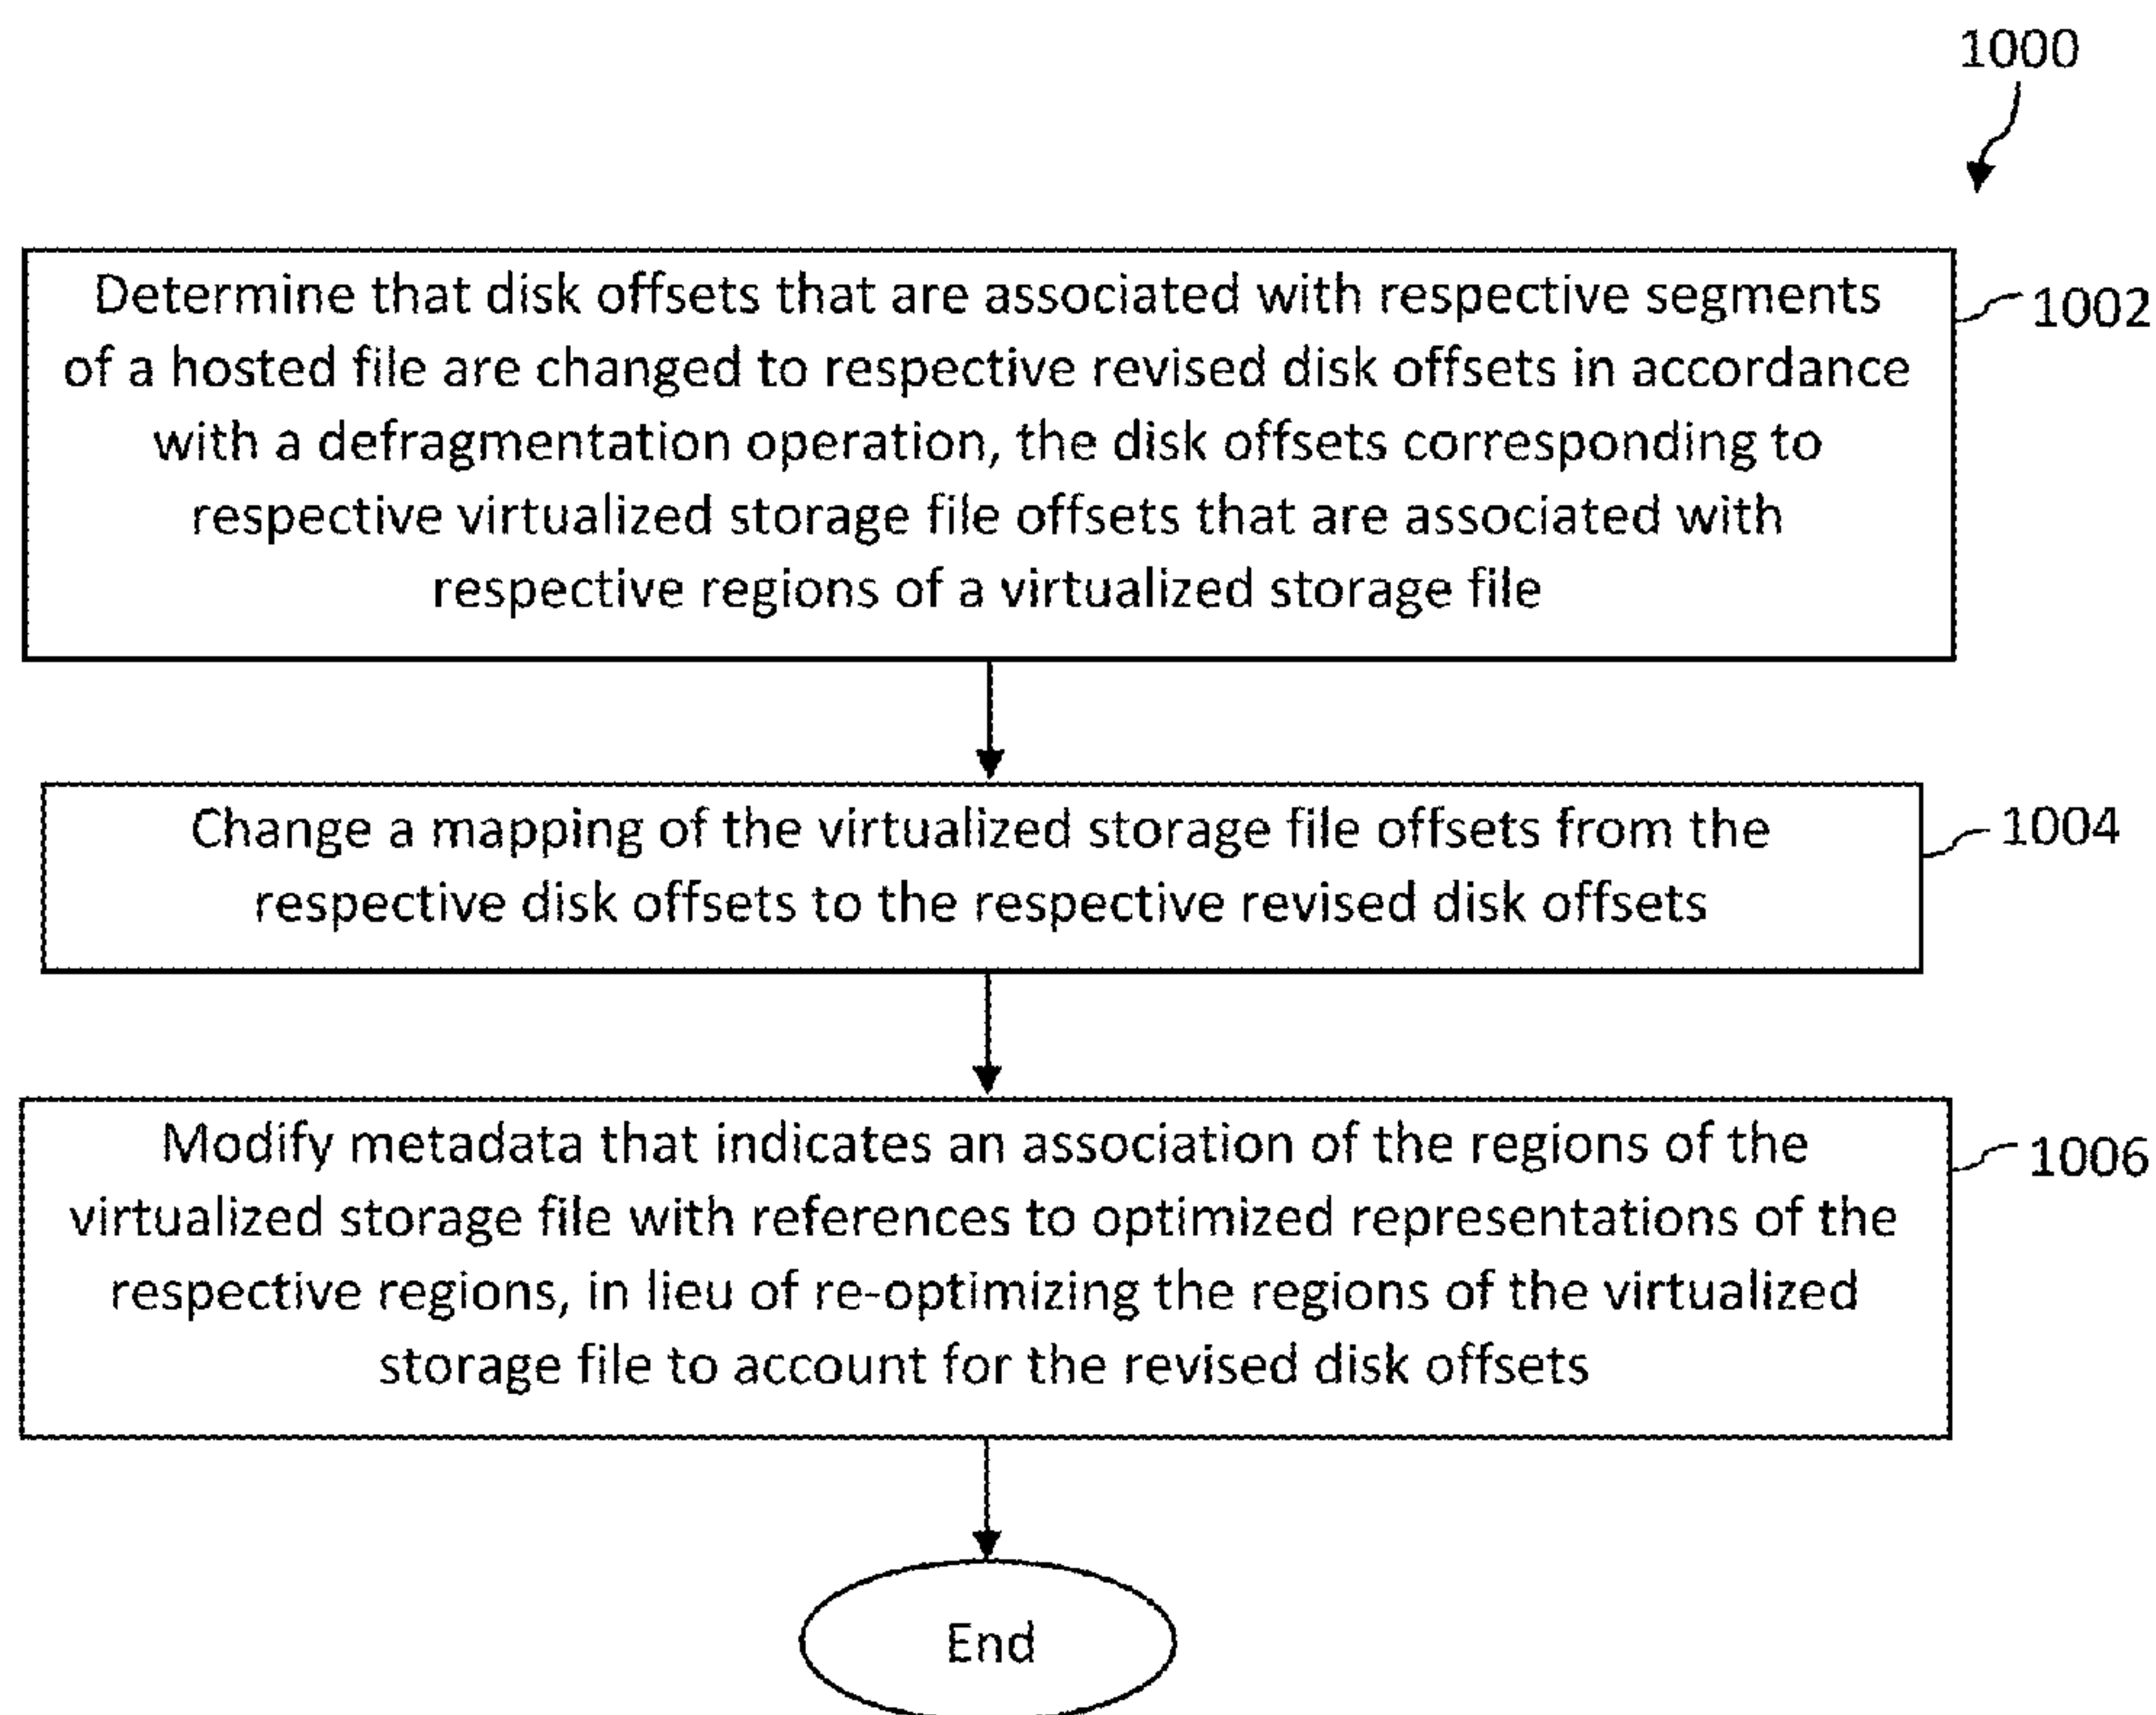 1000
Determine that disk offsets that are associated with respective segments
of a hosted file are changed to respective revised disk offsets in accordance
with a defragmentation operation, the disk offsets corresponding to
respective virtualized storage file offsets that are associated with
respective regions of a virtualized storage file
1002
Change a mapping of the virtualized storage file offsets from the
respective disk offsets to the respective revised disk offsets
1004
Modify metadata that indicates an association of the regions of the
virtualized storage file with references to optimized representations of the
respective regions, in lieu of re-optimizing the regions of the virtualized
storage file to account for the revised disk offsets
1006
End